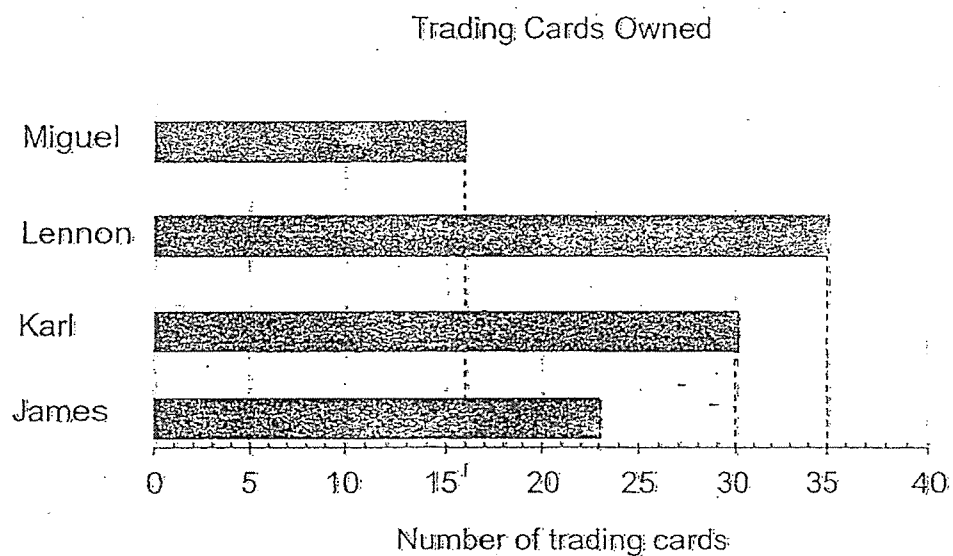 Trading Cards Owned
Miguel
Lennon
Karl
James
0 5 10 15 20 25 30 35 40
Number of trading cards